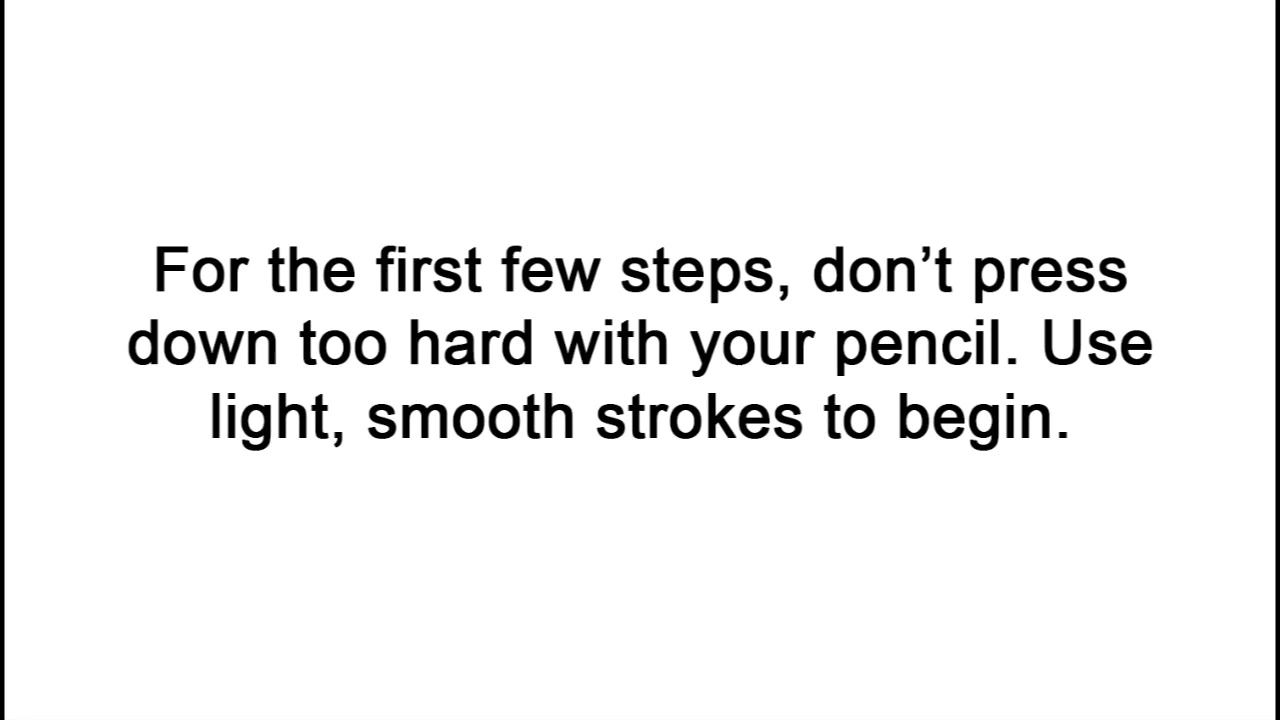 For the first few steps, don’t press
down too hard with your pencil. Use
light, smooth strokes to begin.